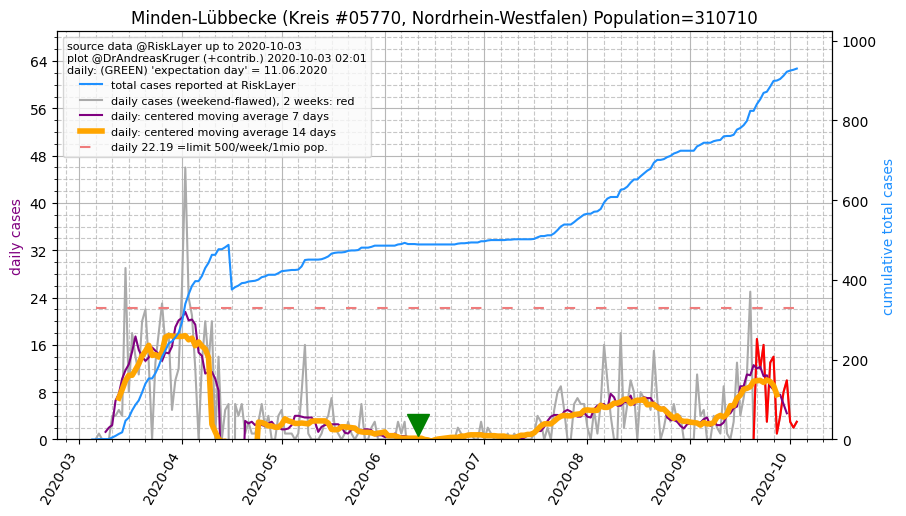 Minden-Lübbecke (Kreis #05770, Nordrhein-Westfalen) Population=310710
source data @RiskLayer up to 2020-10-03
plot @DrAndreasKruger (+contrib.) 2020-10-03 02:01
daily: (GREEN) 'expectation day' = 11.06.2020
total cases reported at RiskLayer
daily cases (weekend-flawed), 2 weeks: red
daily: centered moving average 7 days
daily: centered moving average 14 days
daily 22.19 =limit 500/week/1mio pop.
daily cases
64
56
48
40
32
24
16
8
0
cumulative total cases
1000
800
600
400
200
0
2020-03
2020-04
2020-05
2020-06
2020-07
2020-08
2020-09
2020-10